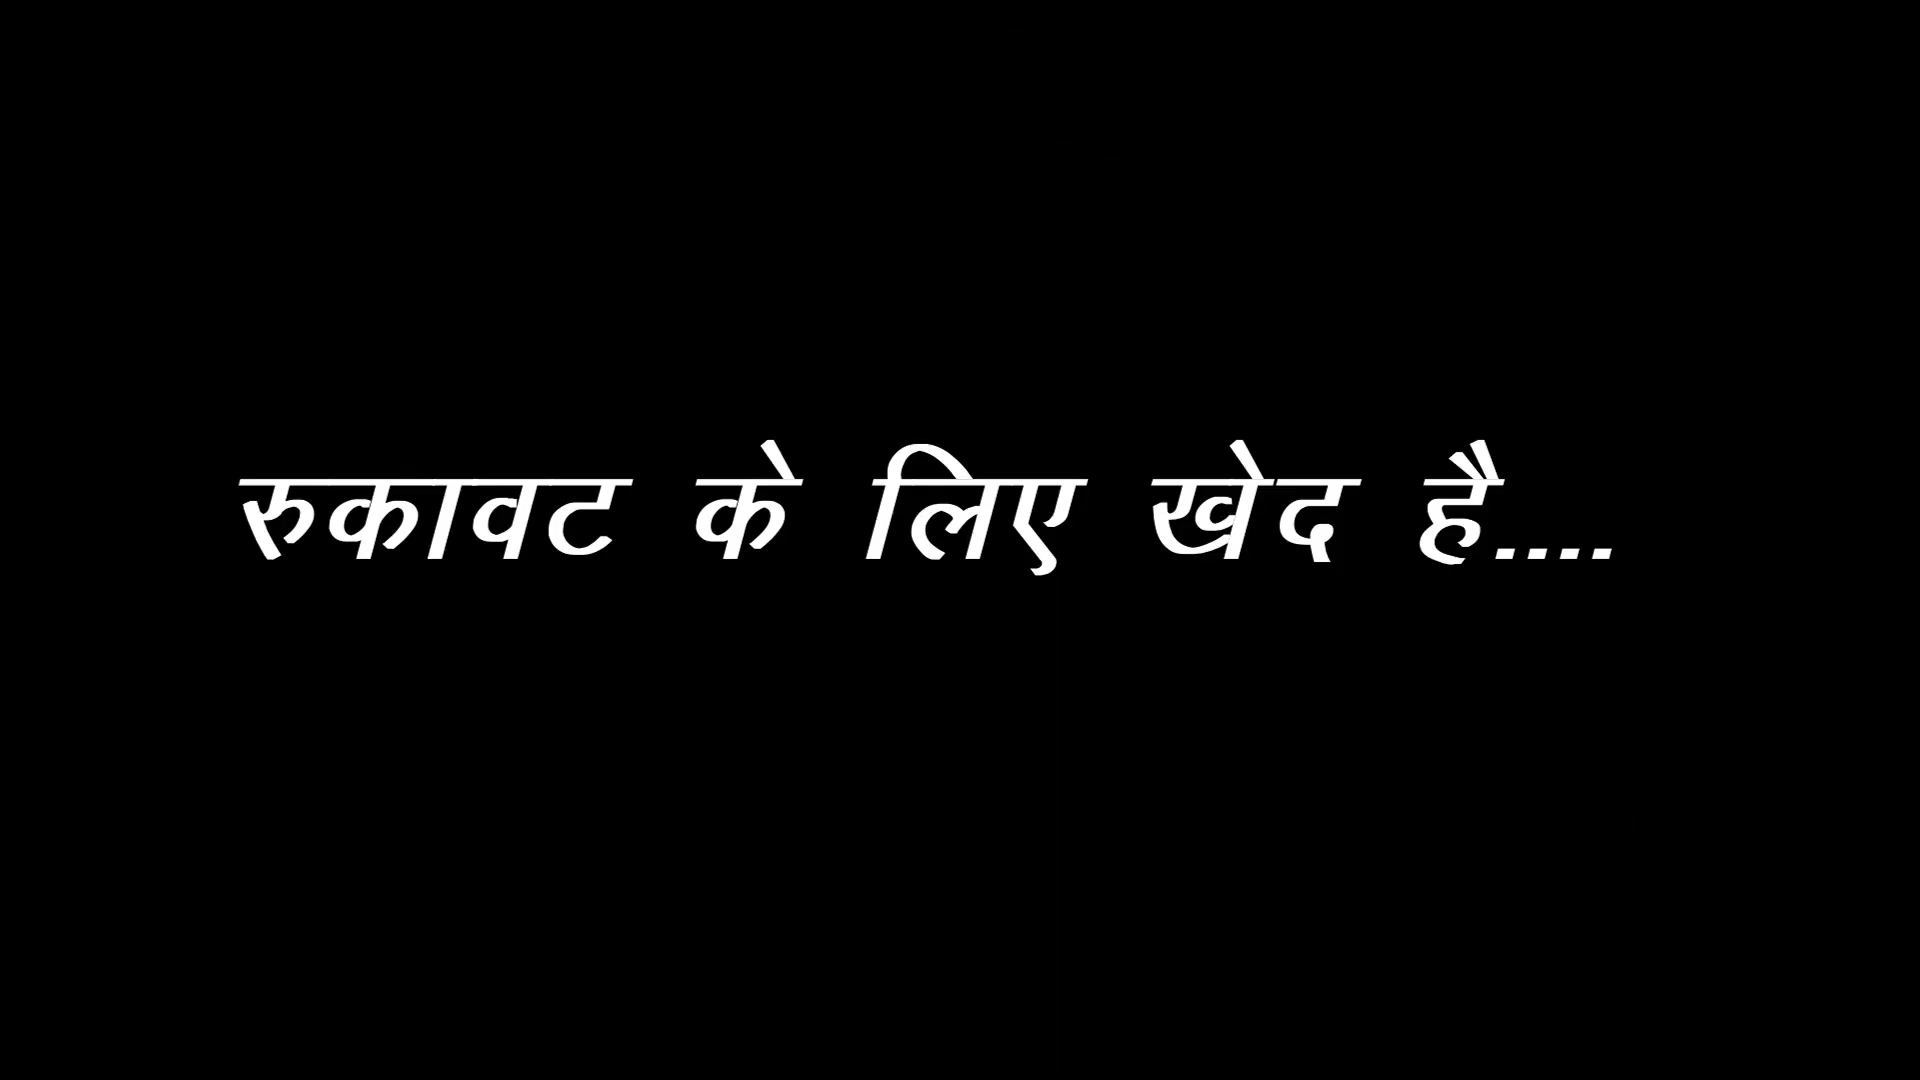 रुकावट के लिए खेद है....